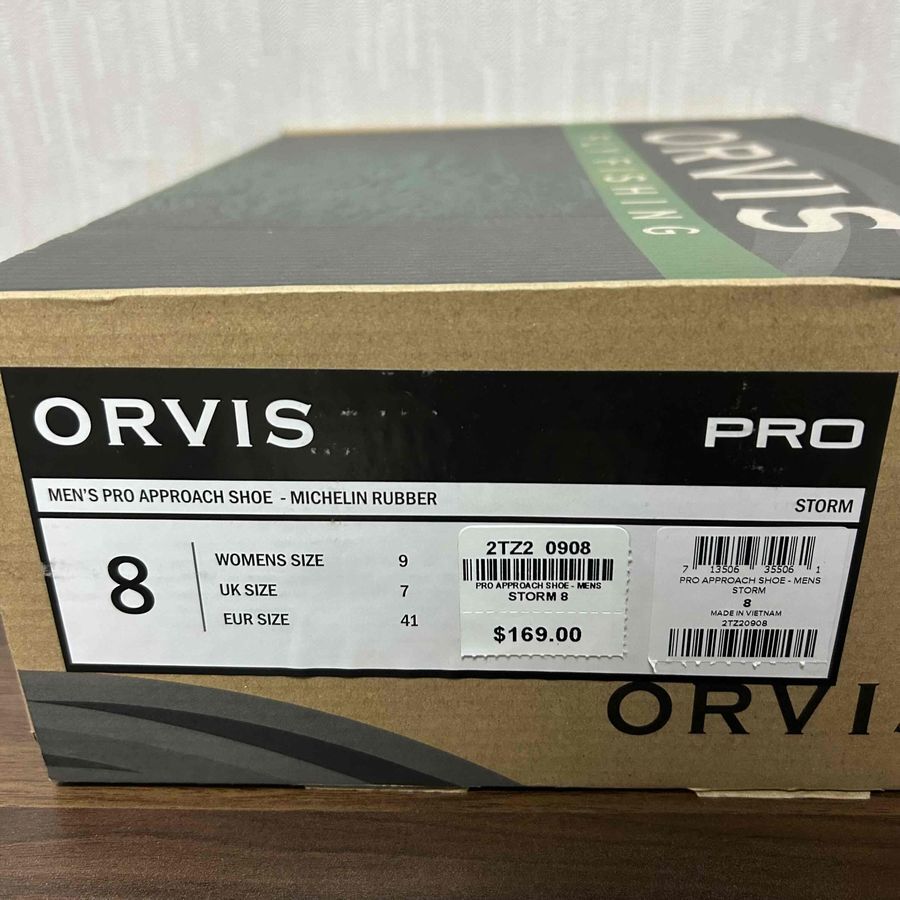 ORVIS
FLY FISHING
ORVIS PRO
MEN'S PRO APPROACH SHOE - MICHELIN RUBBER STORM
8
WOMENS SIZE 9
UK SIZE 7
EUR SIZE 41
2TZ2 0908
PRO APPROACH SHOE - MENS
STORM 8
$169.00
7 13506 35506 1
PRO APPROACH SHOE - MENS
STORM
8
MADE IN VIETNAM
2TZ20908
ORVI